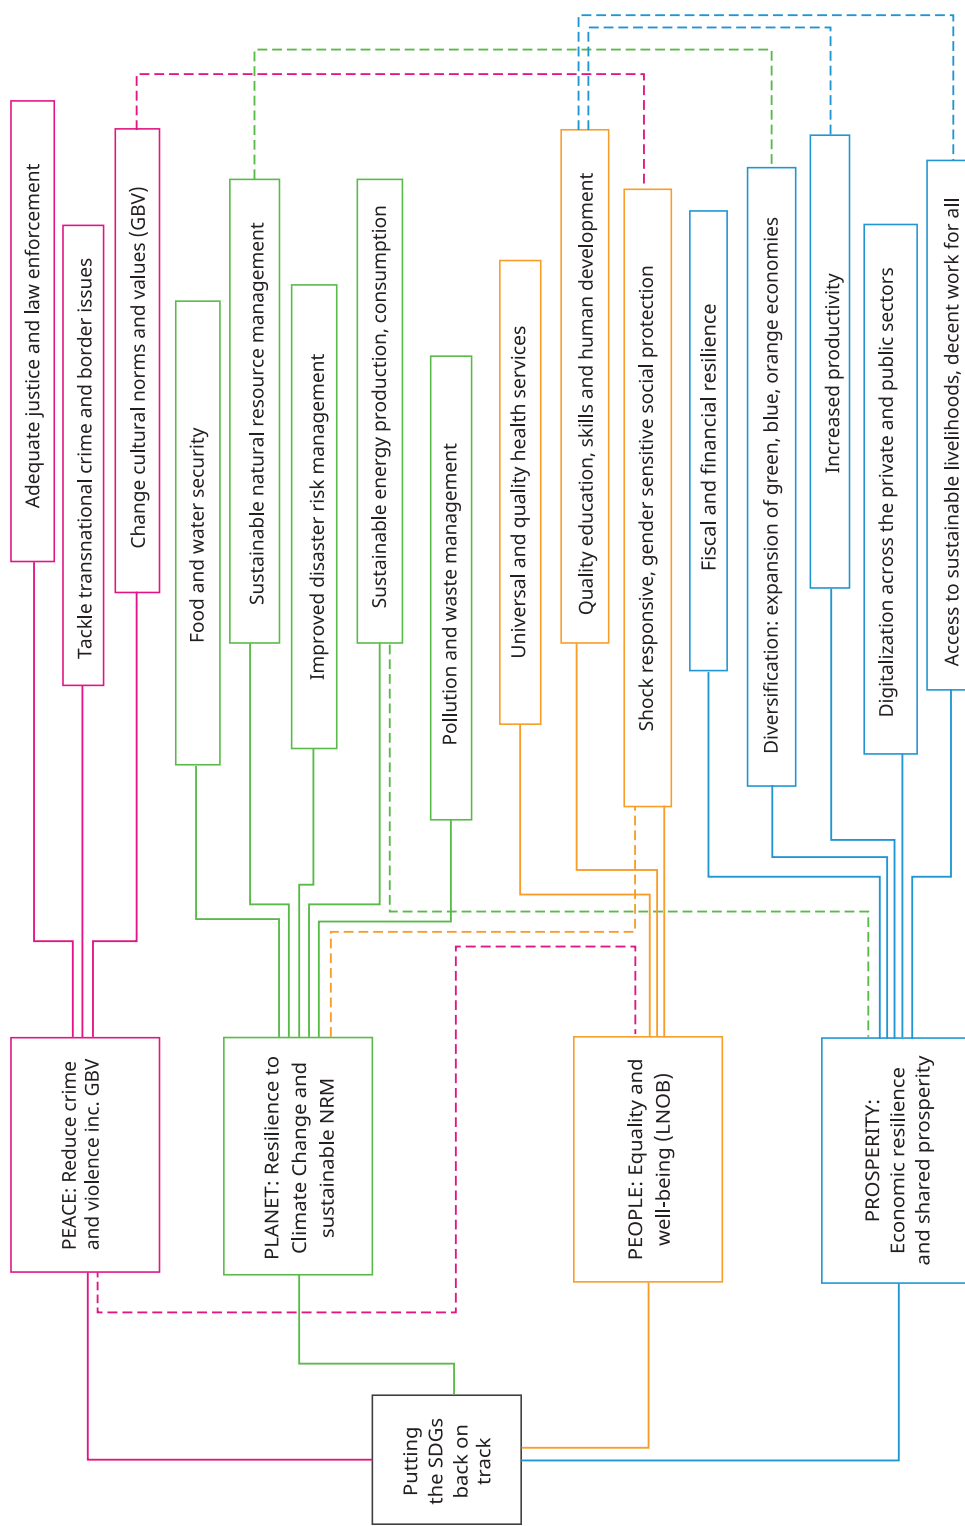 Adequate justice and law enforcement
Tackle transnational crime and border issues
Change cultural norms and values (GBV)
Food and water security
Sustainable natural resource management
Improved disaster risk management
Sustainable energy production, consumption
Pollution and waste management
Universal and quality health services
Quality education, skills and human development
Shock responsive, gender sensitive social protection
Fiscal and financial resilience
Diversification: expansion of green, blue, orange economies
Increased productivity
Digitalization across the private and public sectors
Access to sustainable livelihoods, decent work for all
PEACE: Reduce crime
and violence inc. GBV
PLANET: Resilience to
Climate Change and
sustainable NRM
PEOPLE: Equality and
well-being (LNOB)
PROSPERITY:
Economic resilience
and shared prosperity
Putting
the SDGs
back on
track